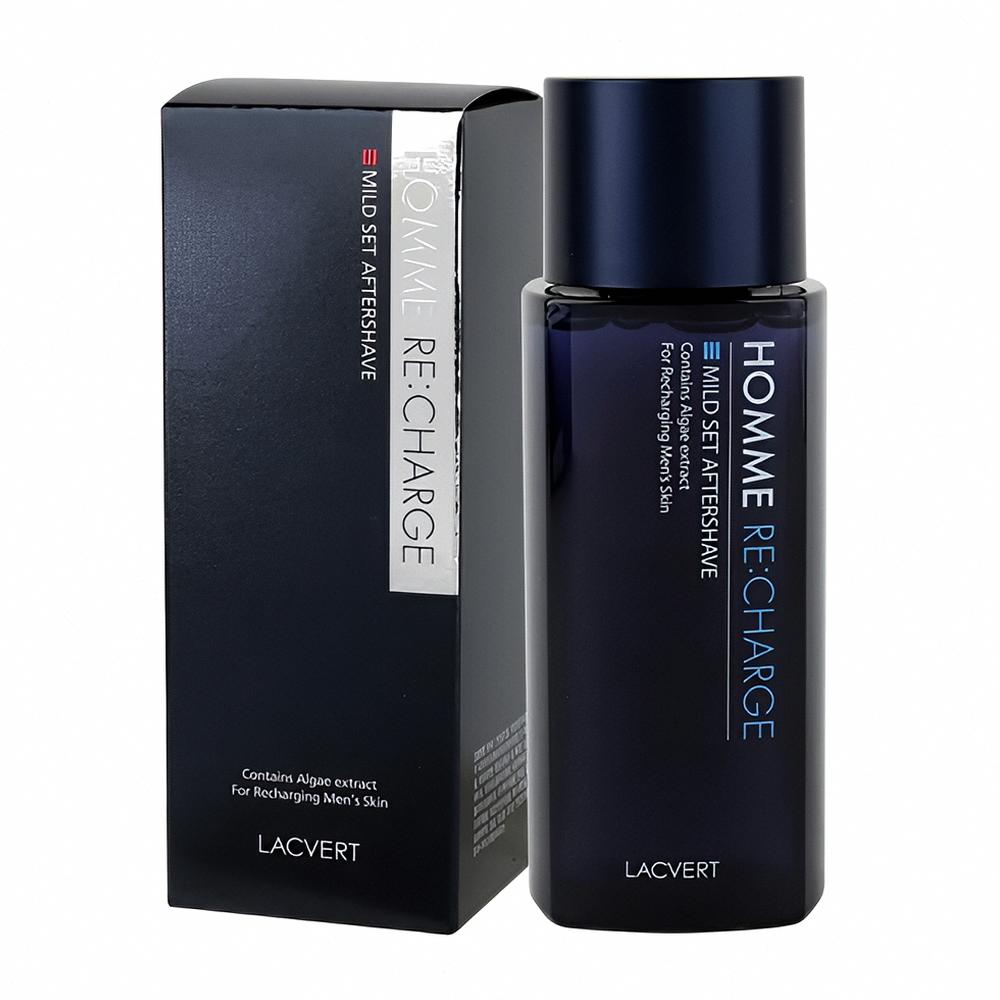 HOMME RE:CHARGE
MILD SET AFTERSHAVE
Contains Algae extract
For Recharging Men's Skin
LACVERT
HOMME RE:CHARGE
MILD SET AFTERSHAVE
Contains Algae extract
For Recharging Men's Skin
LACVERT